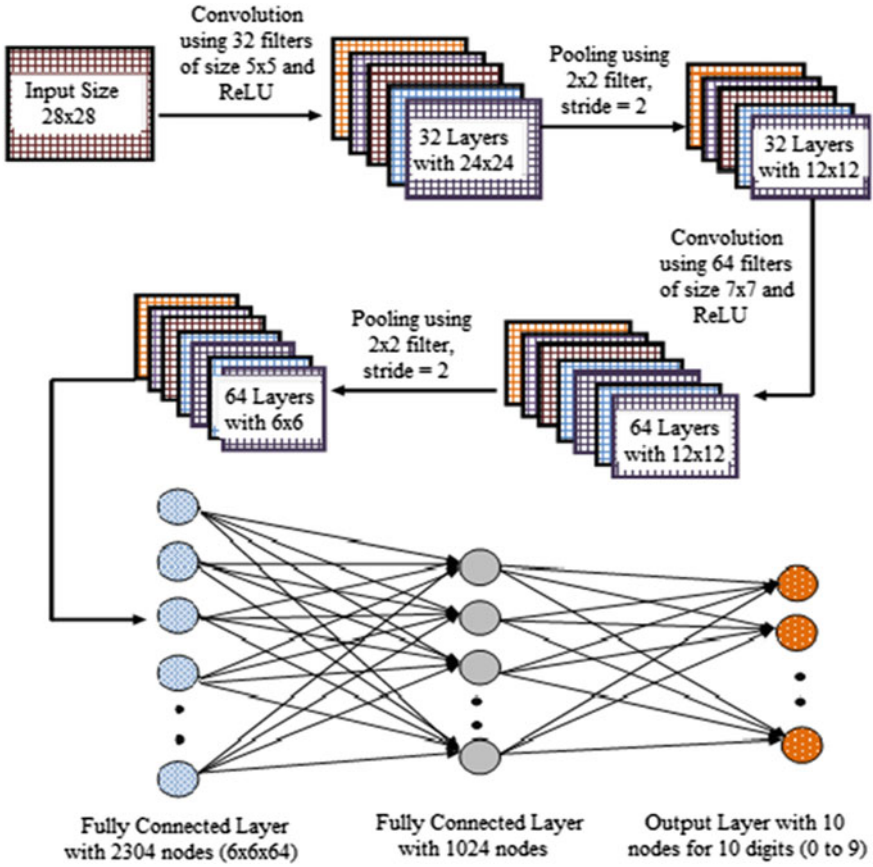 Input Size
28x28
Convolution
using 32 filters
of size 5x5 and
ReLU
32 Layers
with 24x24
Pooling using
2x2 filter,
stride = 2
32 Layers
with 12x12
Convolution
using 64 filters
of size 7x7 and
ReLU
64 Layers
with 12x12
Pooling using
2x2 filter,
stride = 2
64 Layers
with 6x6
Fully Connected Layer
with 2304 nodes (6x6x64)
Fully Connected Layer
with 1024 nodes
Output Layer with 10
nodes for 10 digits (0 to 9)